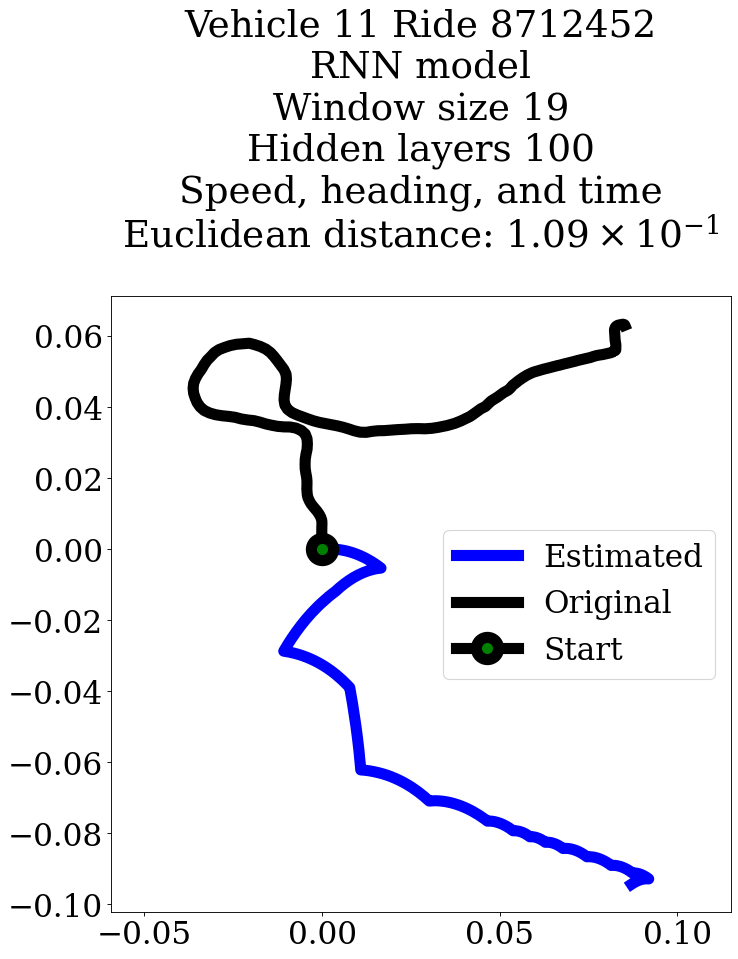 Vehicle 11 Ride 8712452
RNN model
Window size 19
Hidden layers 100
Speed, heading, and time
Euclidean distance: 1.09 × 10⁻¹
0.06
0.04
0.02
0.00
−0.02
−0.04
−0.06
−0.08
−0.10
Estimated
Original
Start
−0.05
0.00
0.05
0.10